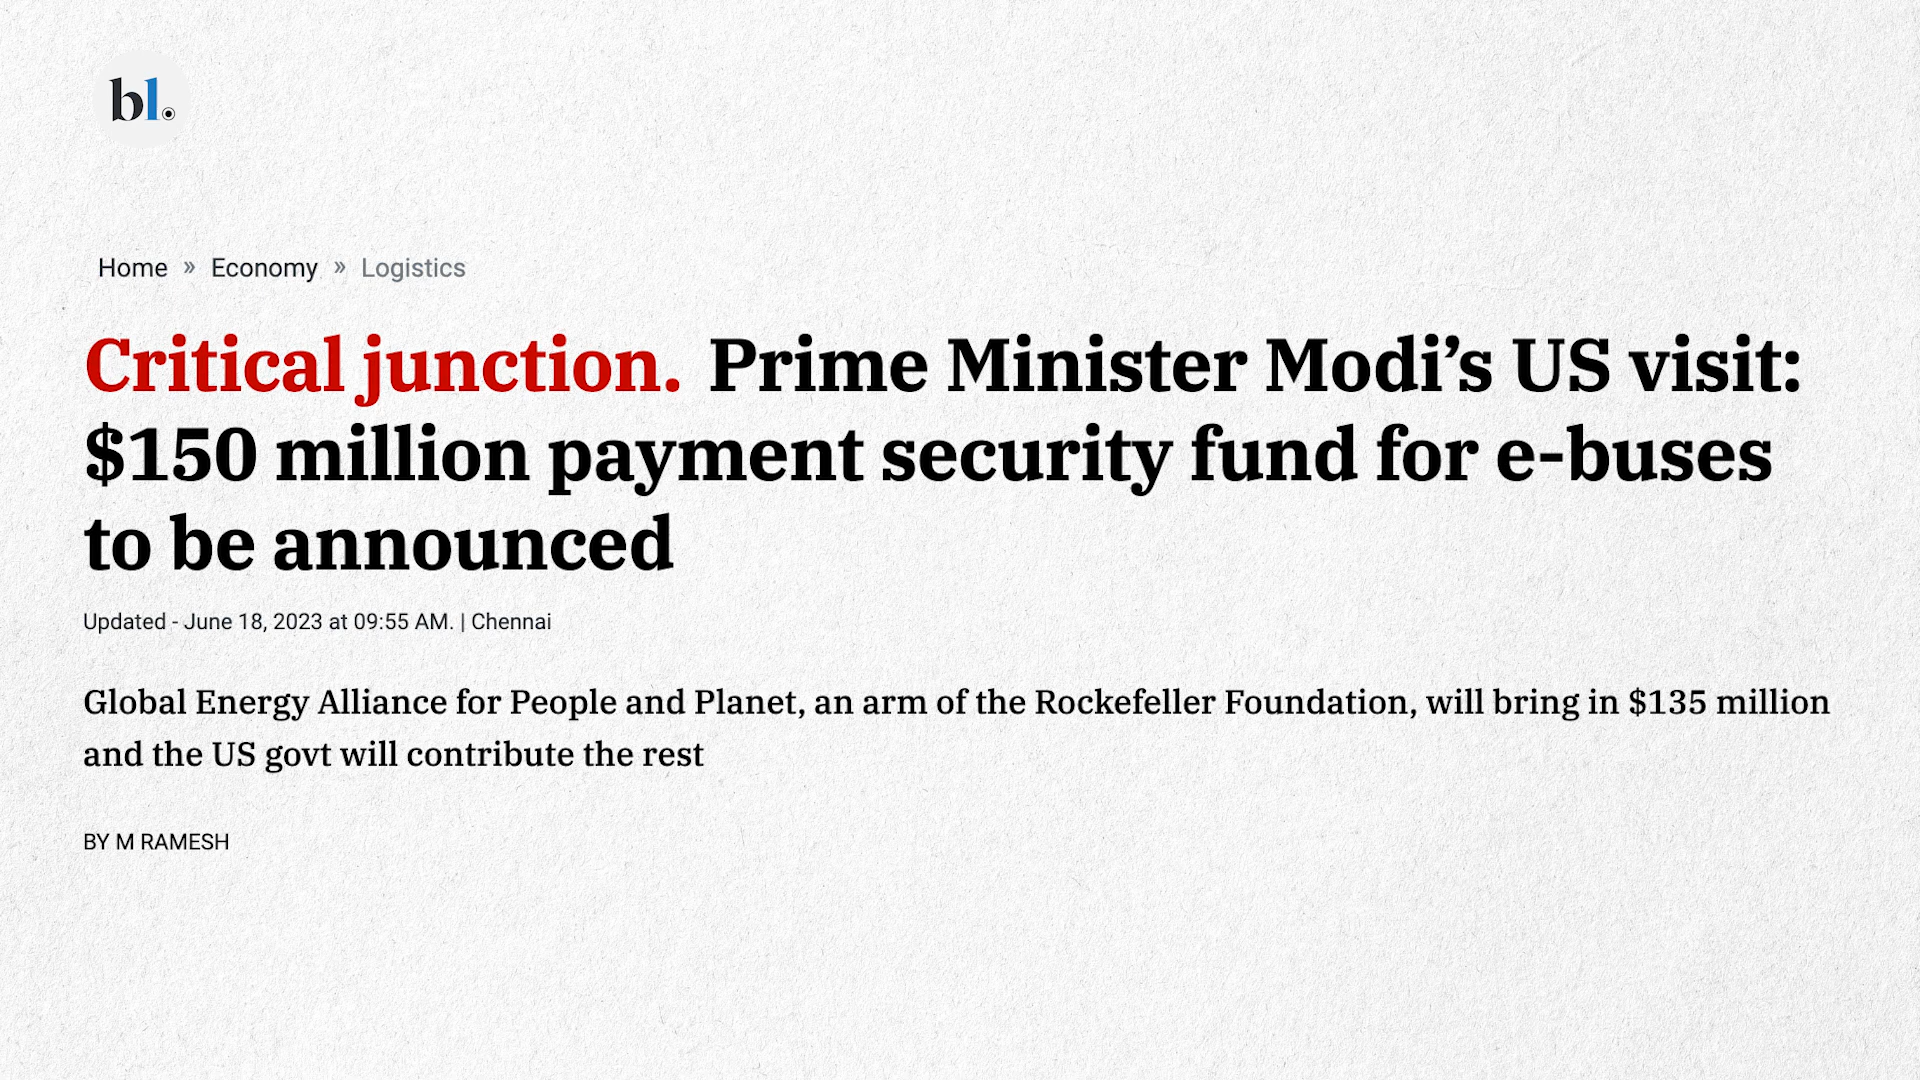 bl.
Home » Economy » Logistics
Critical junction. Prime Minister Modi’s US visit:
$150 million payment security fund for e-buses
to be announced
Updated - June 18, 2023 at 09:55 AM. | Chennai
Global Energy Alliance for People and Planet, an arm of the Rockefeller Foundation, will bring in $135 million
and the US govt will contribute the rest
BY M RAMESH